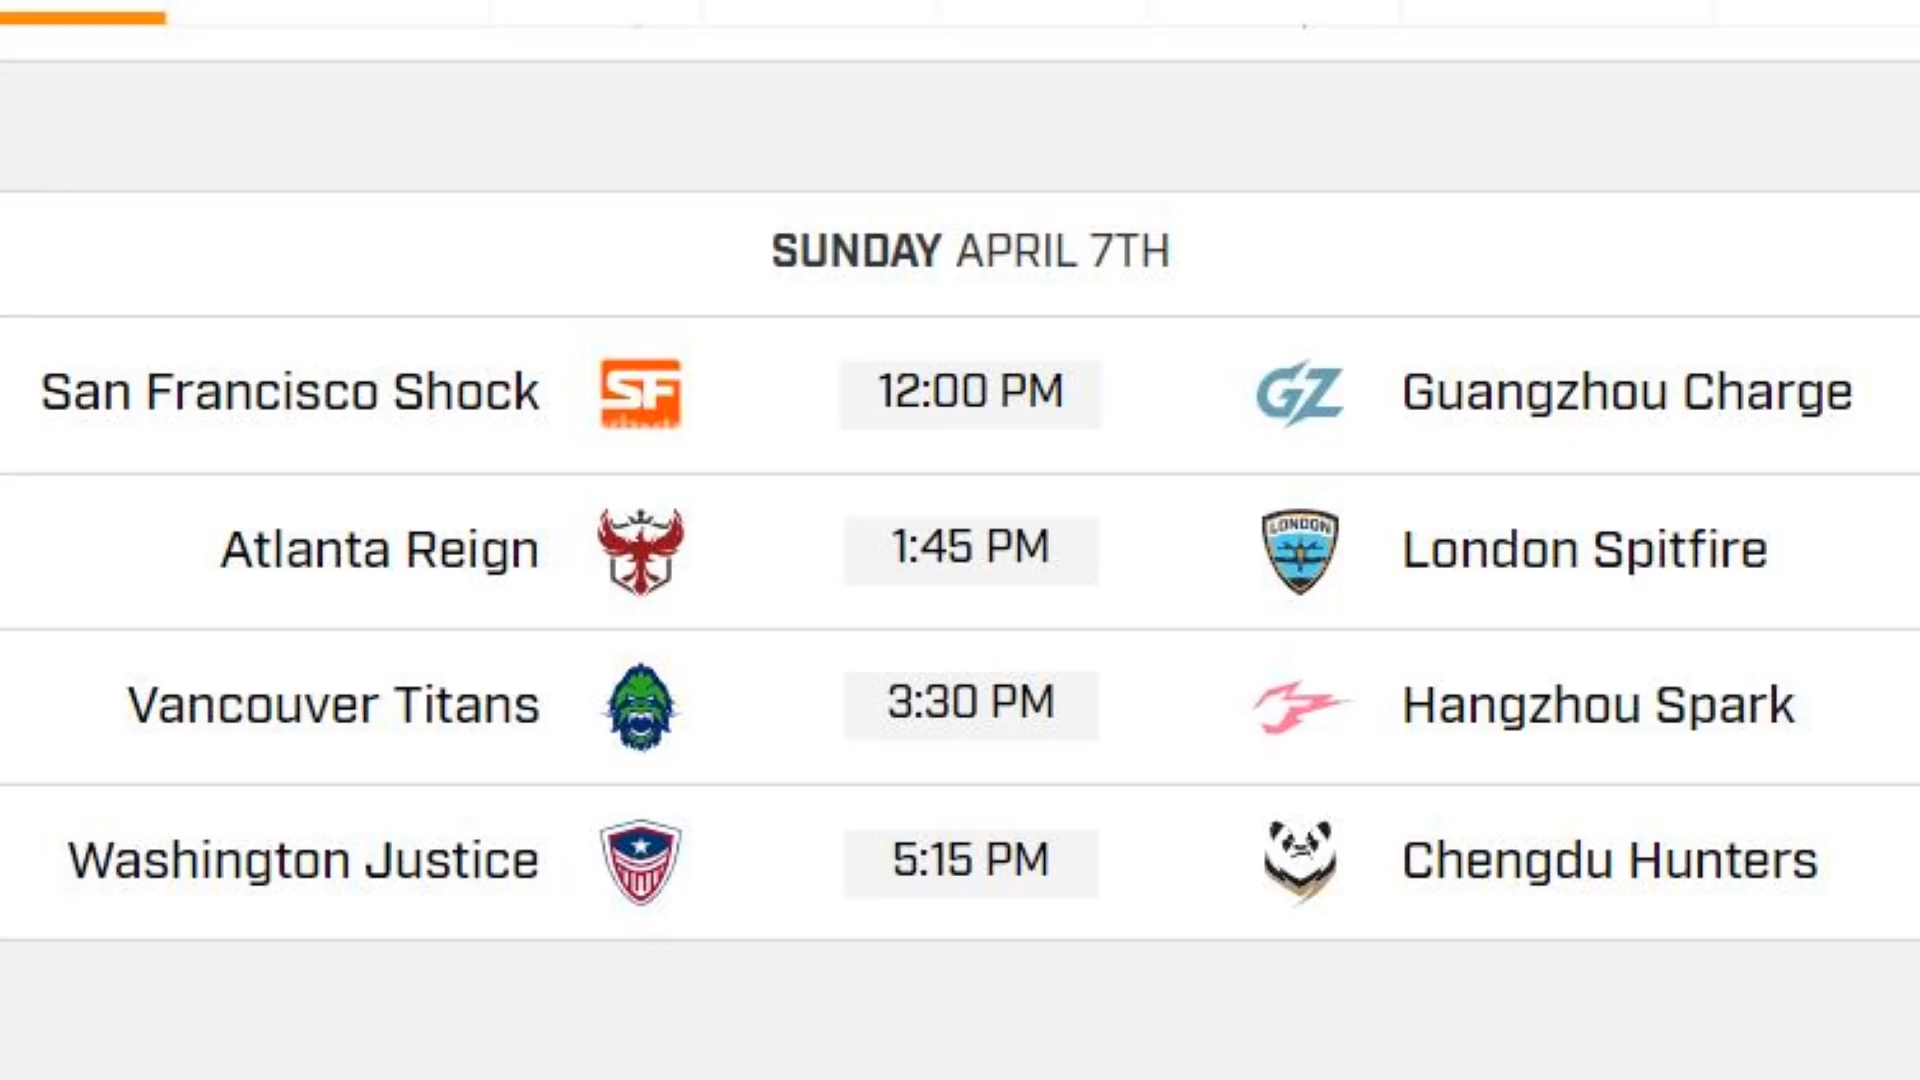 SUNDAY APRIL 7TH
San Francisco Shock SF 12:00 PM GZ Guangzhou Charge
Atlanta Reign 1:45 PM LONDON London Spitfire
Vancouver Titans 3:30 PM Hangzhou Spark
Washington Justice 5:15 PM Chengdu Hunters